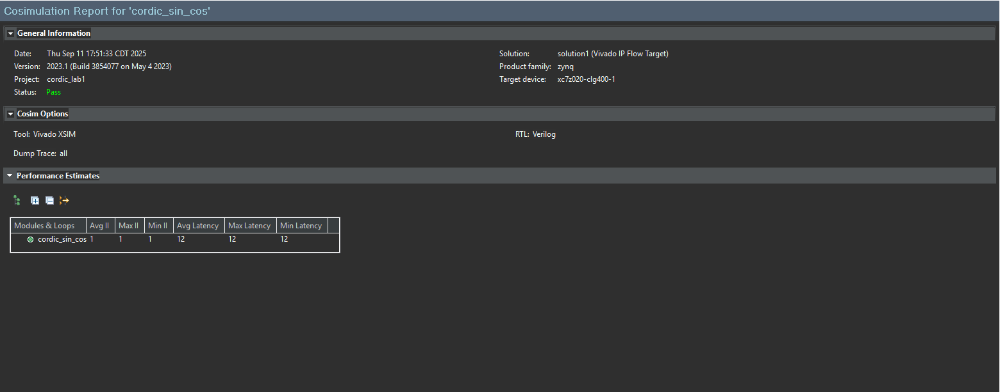 Cosimulation Report for 'cordic_sin_cos'
General Information
Date: Thu Sep 11 17:51:33 CDT 2025
Version: 2023.1 (Build 3854077 on May 4 2023)
Project: cordic_lab1
Status: Pass
Solution: solution1 (Vivado IP Flow Target)
Product family: zynq
Target device: xc7z020-clg400-1
Cosim Options
Tool: Vivado XSIM
RTL: Verilog
Dump Trace: all
Performance Estimates
Modules & Loops Avg II Max II Min II Avg Latency Max Latency Min Latency
cordic_sin_cos 1 1 1 12 12 12